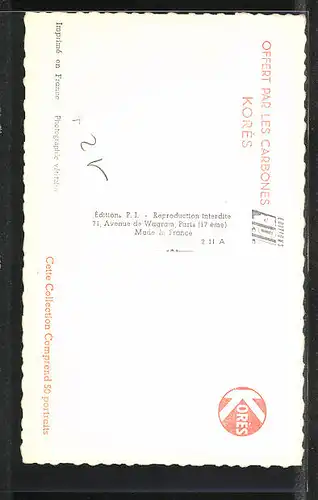 OFFERT PAR LES CARBONES
KORÈS
Imprimé en France Photographie véritable
Édition. P. I. - Reproduction Interdite
71, Avenue de Wagram, Paris (17 ème)
Made in France
2 11 A
Cette Collection Comprend 50 portraits
KORES